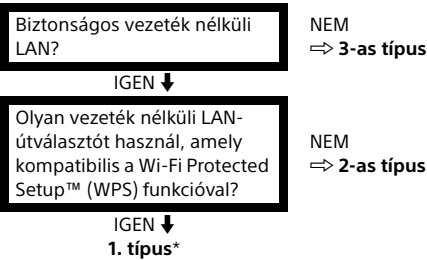 Biztonságos vezeték nélküli
LAN?
NEM
⇨ 3-as típus
IGEN ⬇
Olyan vezeték nélküli LAN-
útválasztót használ, amely
kompatibilis a Wi-Fi Protected
Setup™ (WPS) funkcióval?
NEM
⇨ 2-as típus
IGEN ⬇
1. típus*